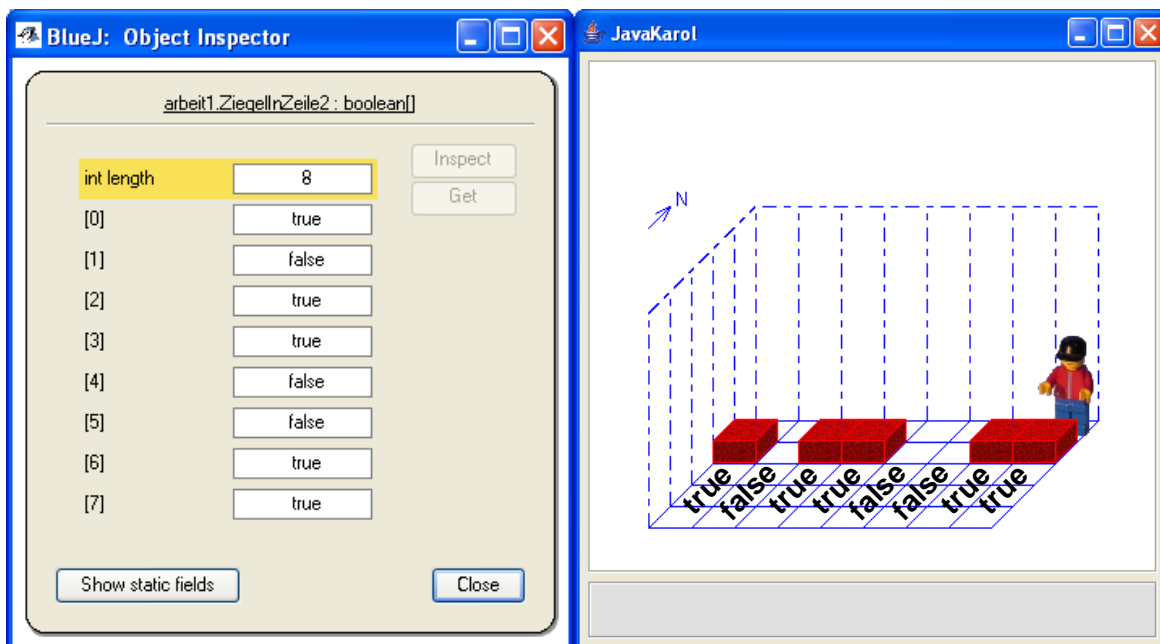 BlueJ: Object Inspector
arbeit1.ZiegelInZeile2 : boolean[]
int length 8
[0] true
[1] false
[2] true
[3] true
[4] false
[5] false
[6] true
[7] true
Inspect
Get
Show static fields
Close
JavaKarol
N
true false true true false false true true